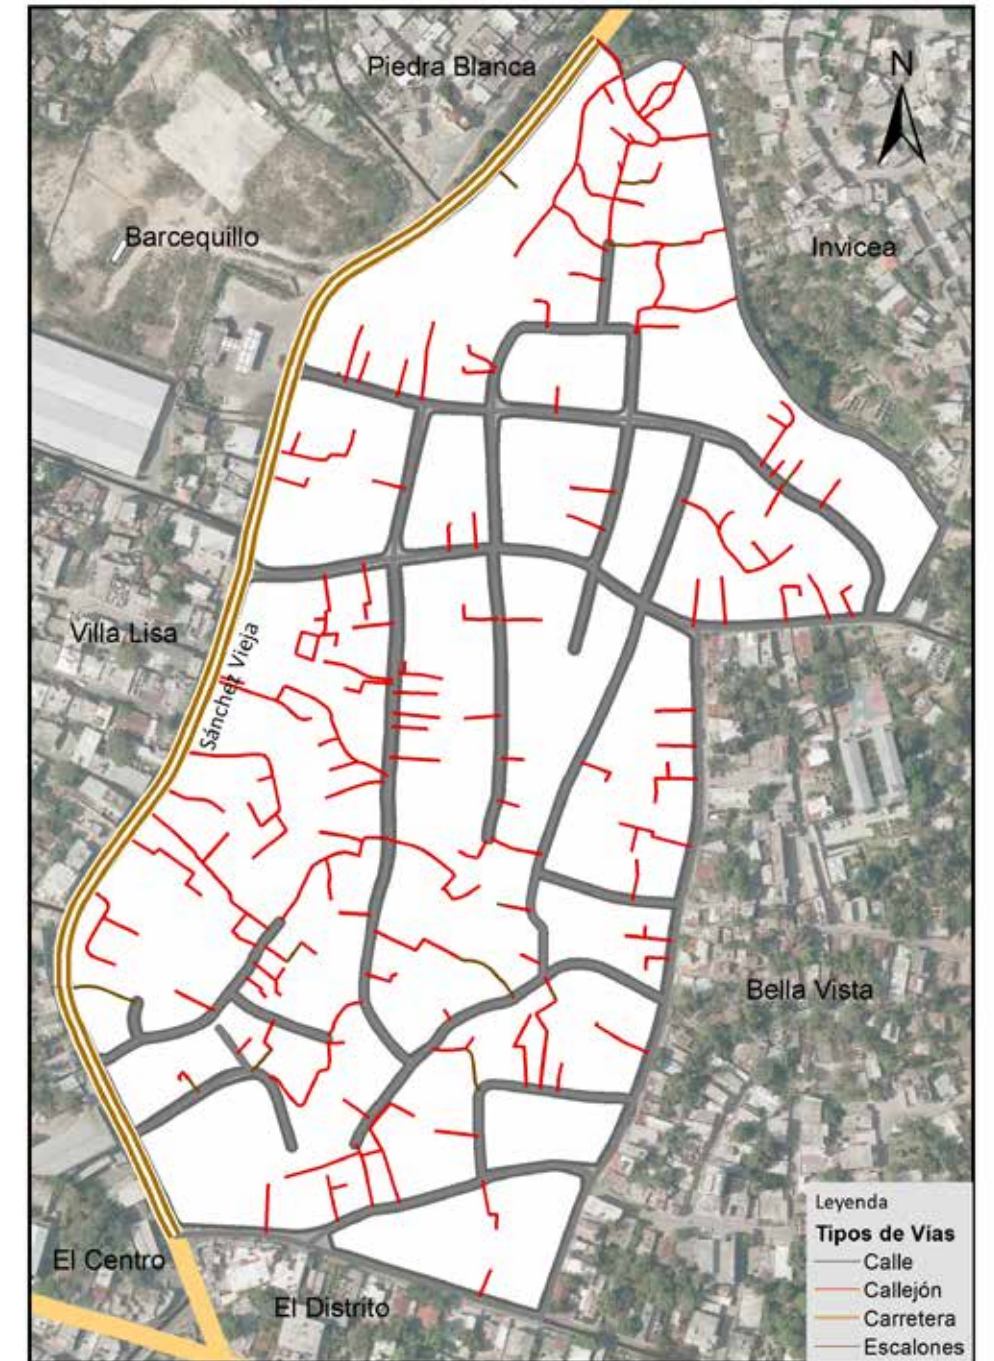 Piedra Blanca
N
Barcequillo
Invicea
Villa Lisa
Sánchez Vieja
Bella Vista
El Centro
El Distrito
Leyenda
Tipos de Vías
Calle
Callejón
Carretera
Escalones